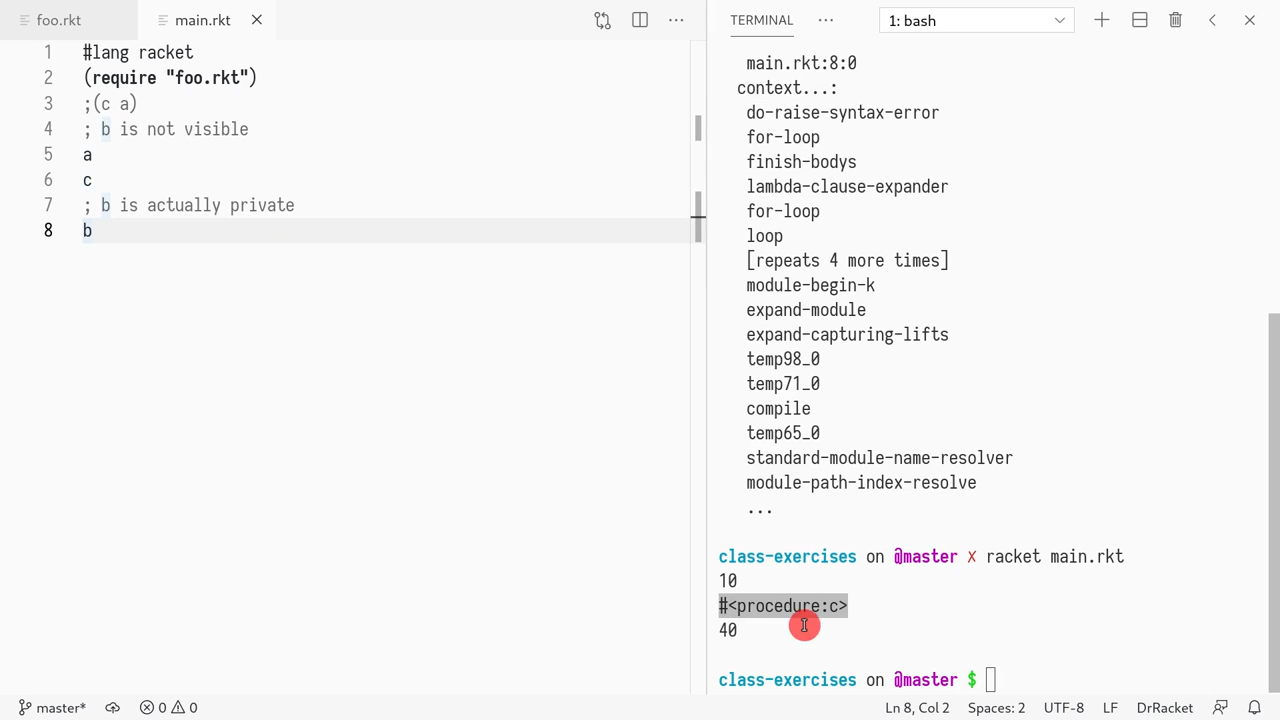 foo.rkt
main.rkt
1 #lang racket
2 (require "foo.rkt")
3 ;(c a)
4 ; b is not visible
5 a
6 c
7 ; b is actually private
8 b
TERMINAL
1: bash
main.rkt:8:0
context...:
do-raise-syntax-error
for-loop
finish-bodys
lambda-clause-expander
for-loop
loop
[repeats 4 more times]
module-begin-k
expand-module
expand-capturing-lifts
temp98_0
temp71_0
compile
temp65_0
standard-module-name-resolver
module-path-index-resolve
...
class-exercises on @master ✗ racket main.rkt
10
#<procedure:c>
40
class-exercises on @master $
master* 0 0 Ln 8, Col 2 Spaces: 2 UTF-8 LF DrRacket